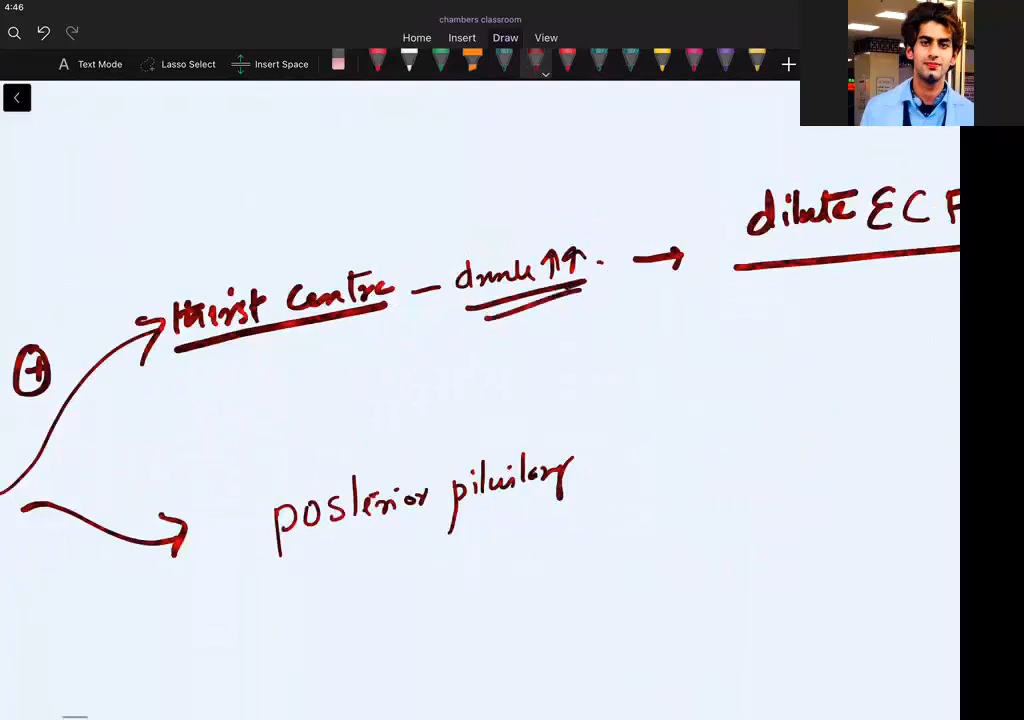 4:46
chambers classroom
Home Insert Draw View
A Text Mode Lasso Select Insert Space
dilute ECF
thirst Centre – drink ↑↑. →
+
posterior pituitary